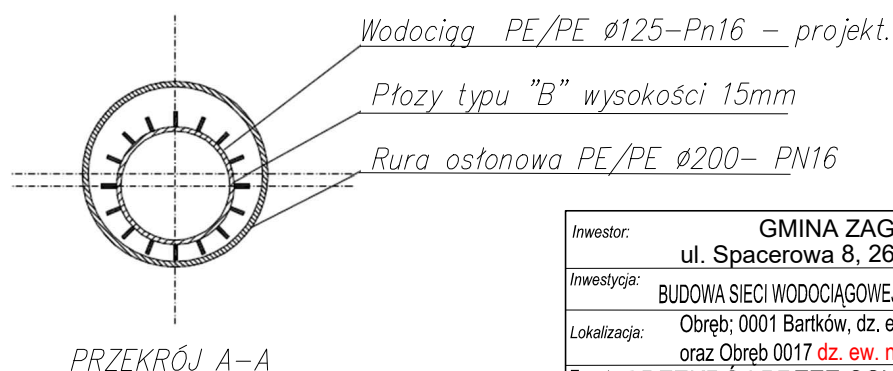 Wodociąg PE/PE ø125-Pn16 – projekt.
Płozy typu "B" wysokości 15mm
Rura osłonowa PE/PE ø200- PN16
PRZEKRÓJ A-A
Inwestor: GMINA ZAG
ul. Spacerowa 8, 26
Inwestycja: BUDOWA SIECI WODOCIĄGOWEJ
Lokalizacja: Obręb; 0001 Bartków, dz. e
oraz Obręb 0017 dz. ew. n